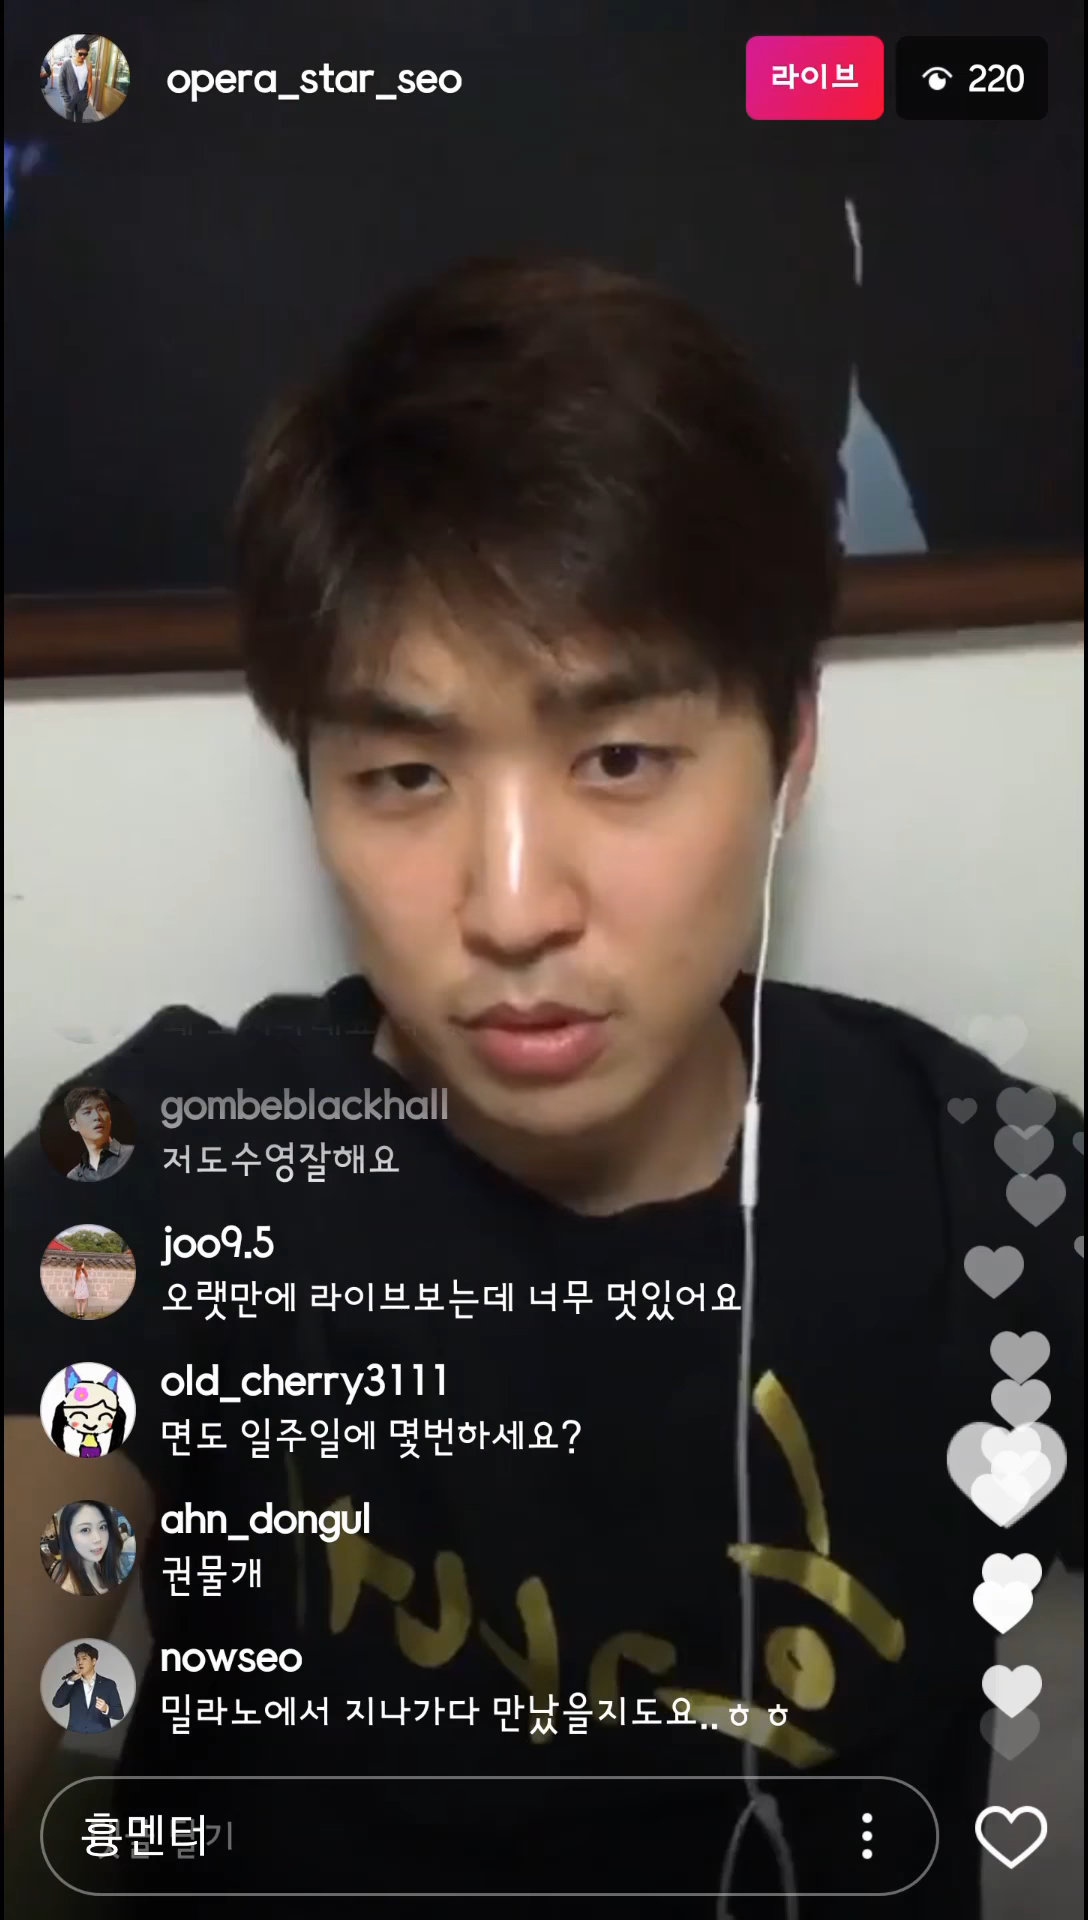 opera_star_seo
라이브
220
gombeblackhall
저도수영잘해요
joo9.5
오랫만에 라이브보는데 너무 멋있어요
old_cherry3111
면도 일주일에 몇번하세요?
ahn_dongul
권물개
nowseo
밀라노에서 지나가다 만났을지도요..ㅎㅎ
흉멘터